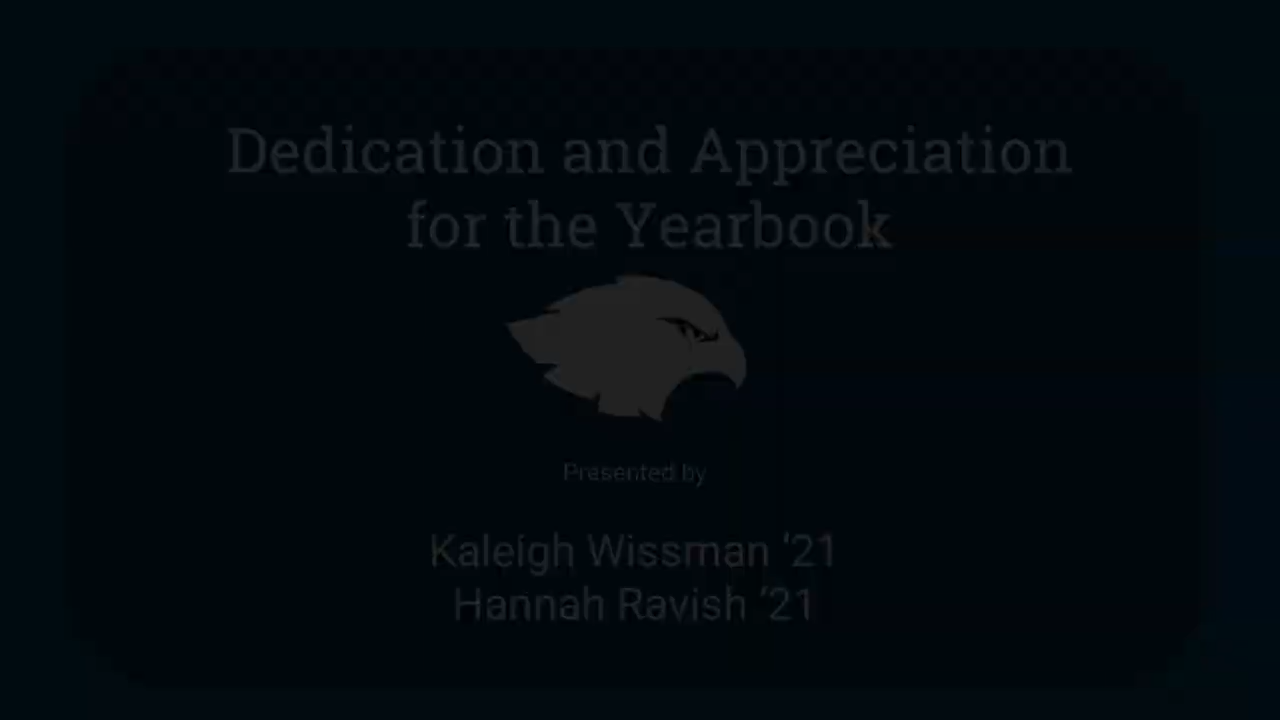 Dedication and Appreciation
for the Yearbook
Presented by
Kaleigh Wissman ‘21
Hannah Ravish ‘21